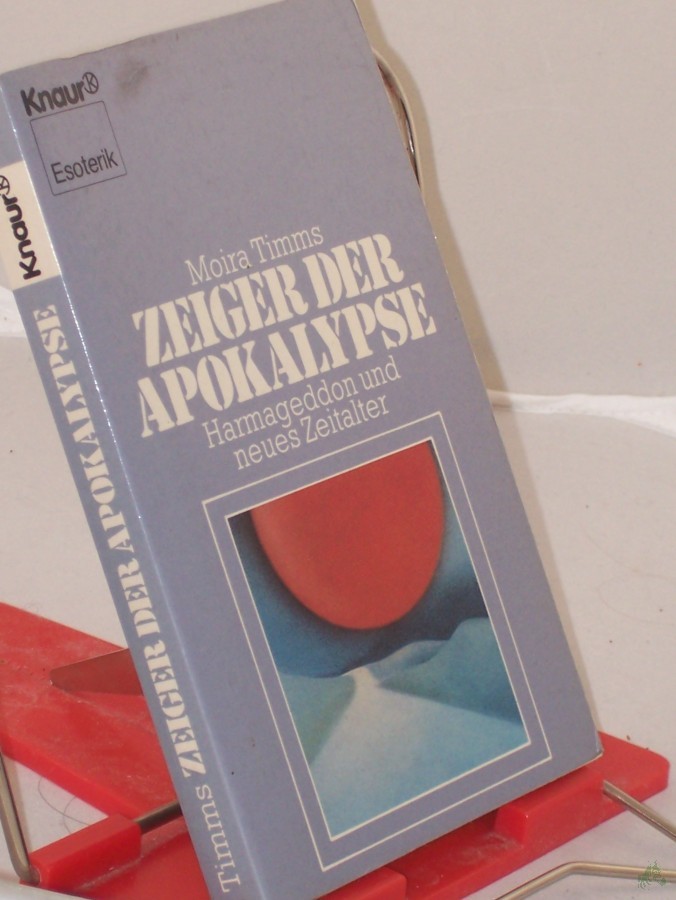 Knaur®
Esoterik
Moira Timms
ZEIGER DER
APOKALYPSE
Harmageddon und
neues Zeitalter
Knaur®
Timms ZEIGER DER APOKALYPSE